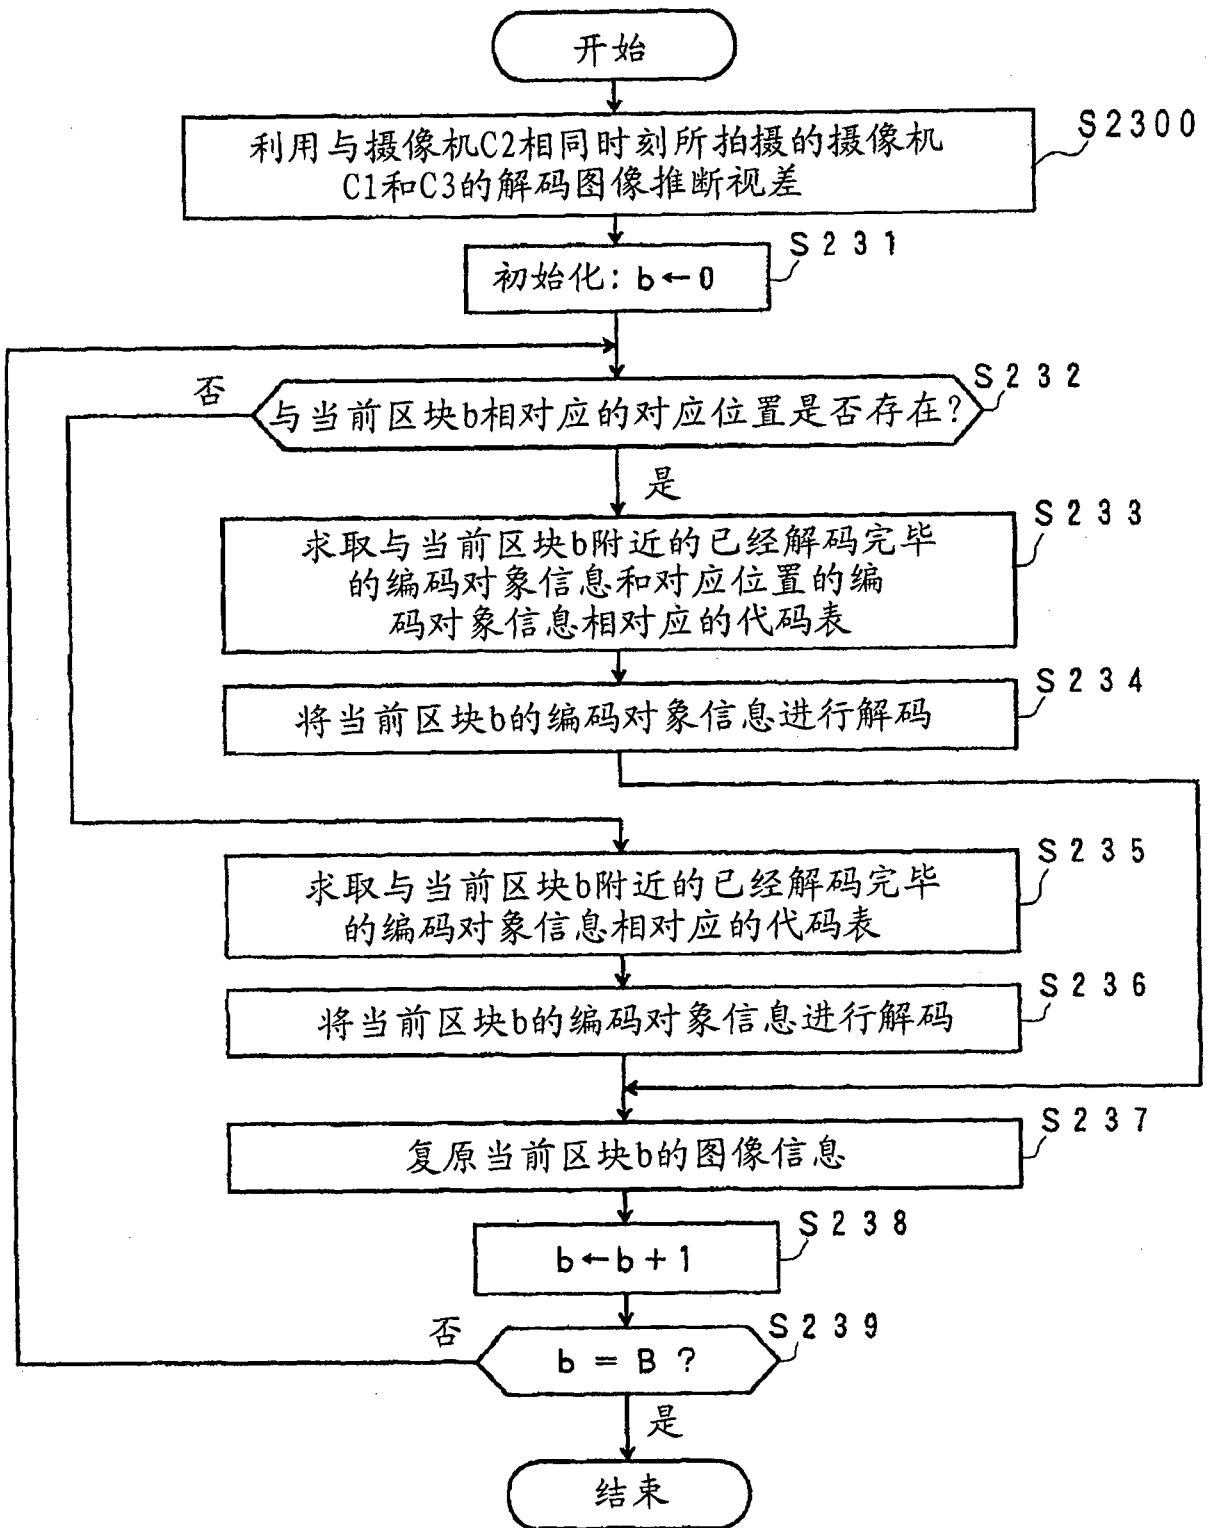 开始
利用与摄像机C2相同时刻所拍摄的摄像机
C1和C3的解码图像推断视差
S2300
初始化: b←0
S231
与当前区块b相对应的对应位置是否存在?
S232
否
是
求取与当前区块b附近的已经解码完毕
的编码对象信息和对应位置的编
码对象信息相对应的代码表
S233
将当前区块b的编码对象信息进行解码
S234
求取与当前区块b附近的已经解码完毕
的编码对象信息相对应的代码表
S235
将当前区块b的编码对象信息进行解码
S236
复原当前区块b的图像信息
S237
b←b+1
S238
b = B ?
S239
否
是
结束